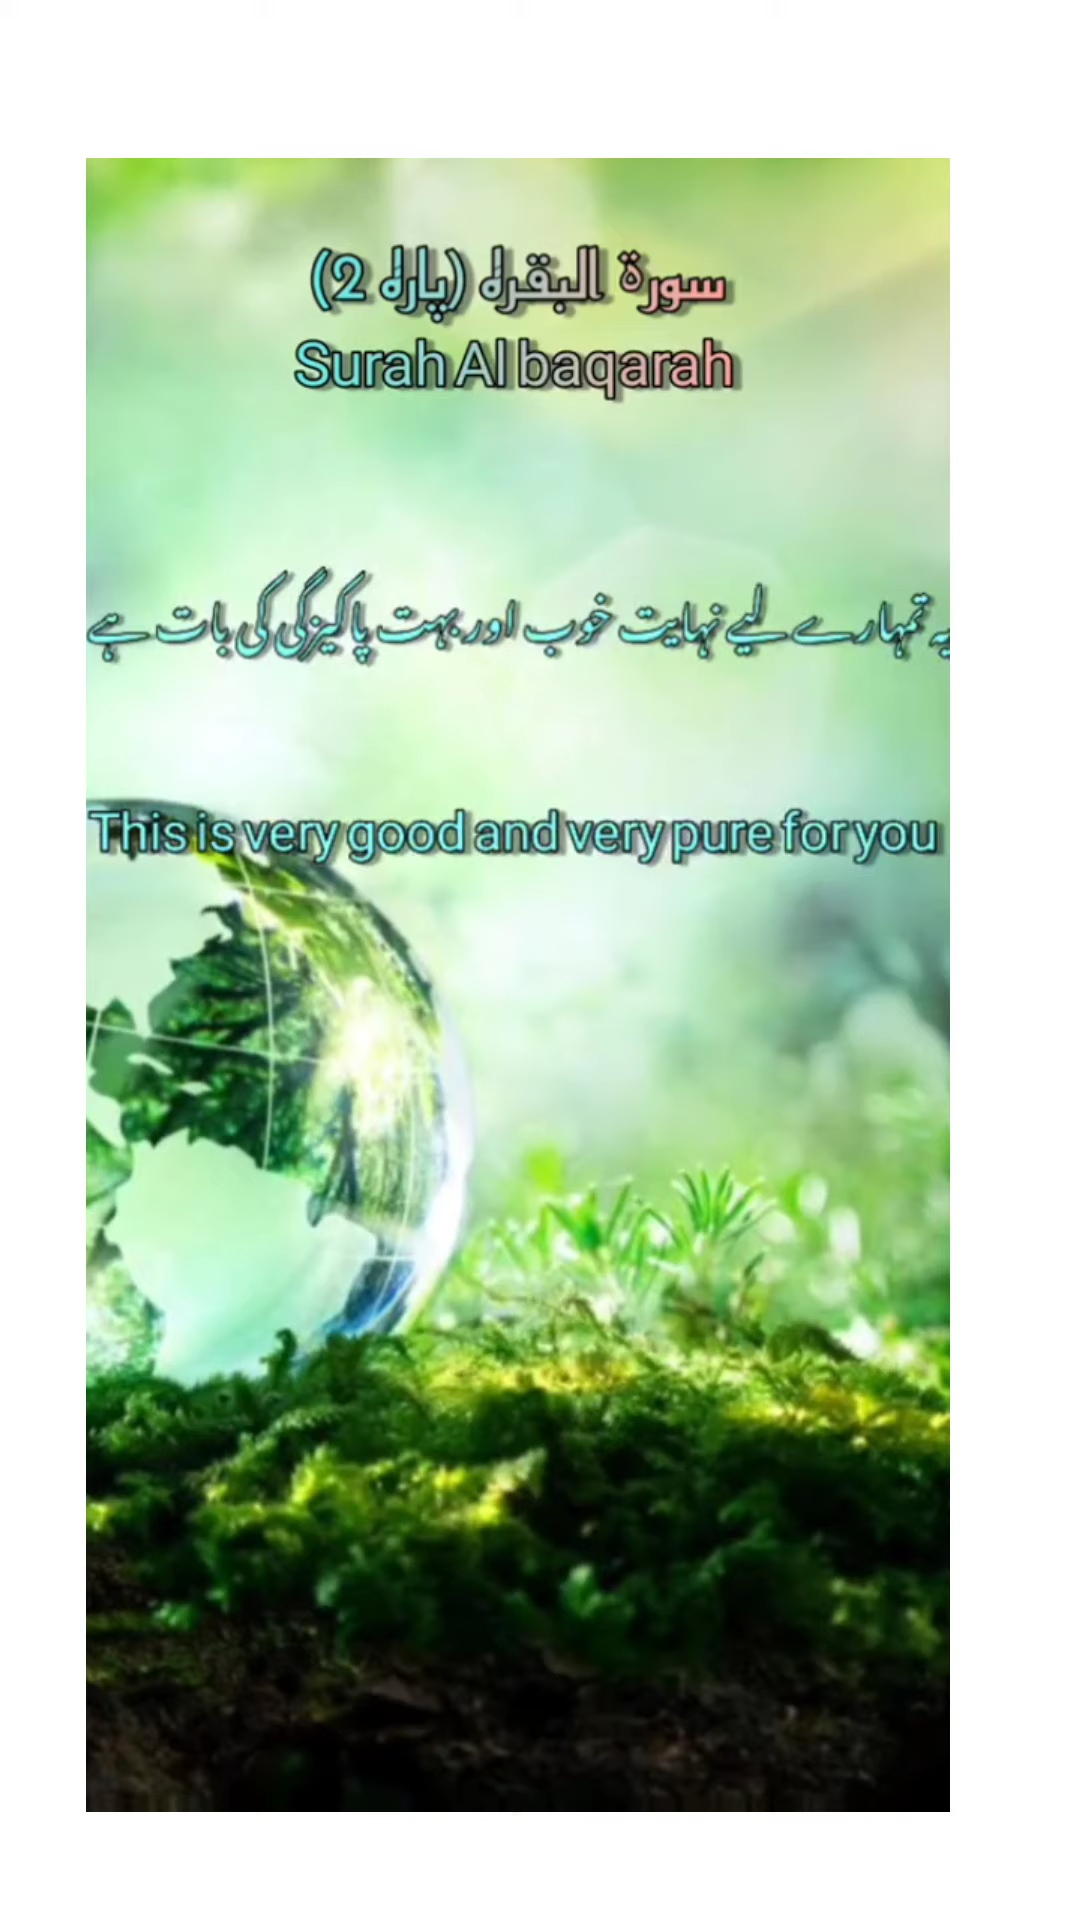 سورۃ البقرہ (پارہ 2)
Surah Al baqarah
یہ تمہارے لیے نہایت خوب اور بہت پاکیزگی کی بات ہے
This is very good and very pure for you